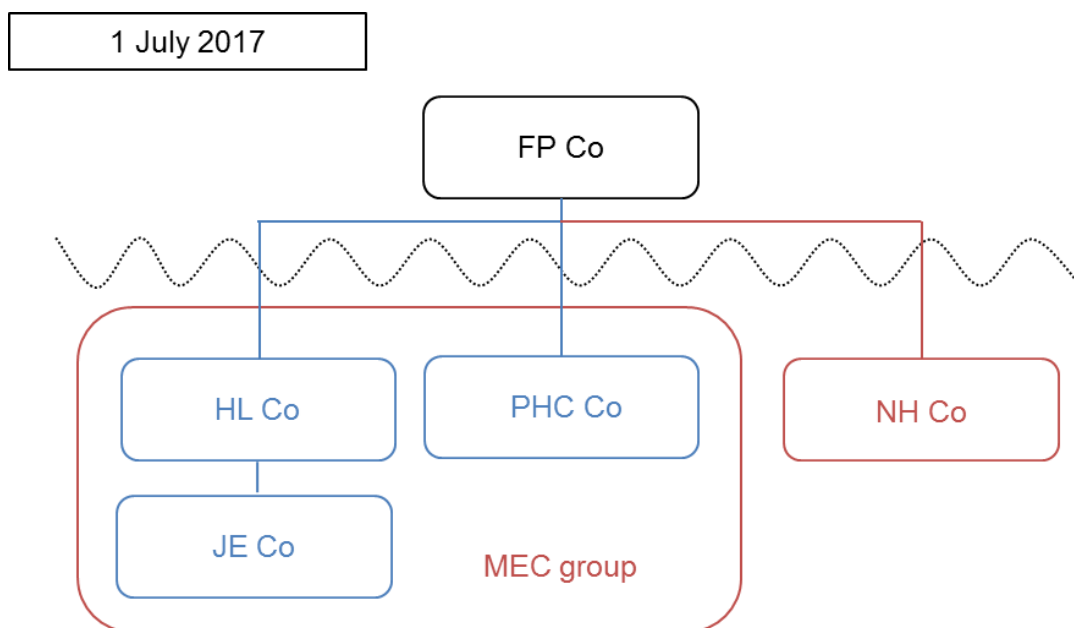 1 July 2017
FP Co
HL Co
PHC Co
NH Co
JE Co
MEC group